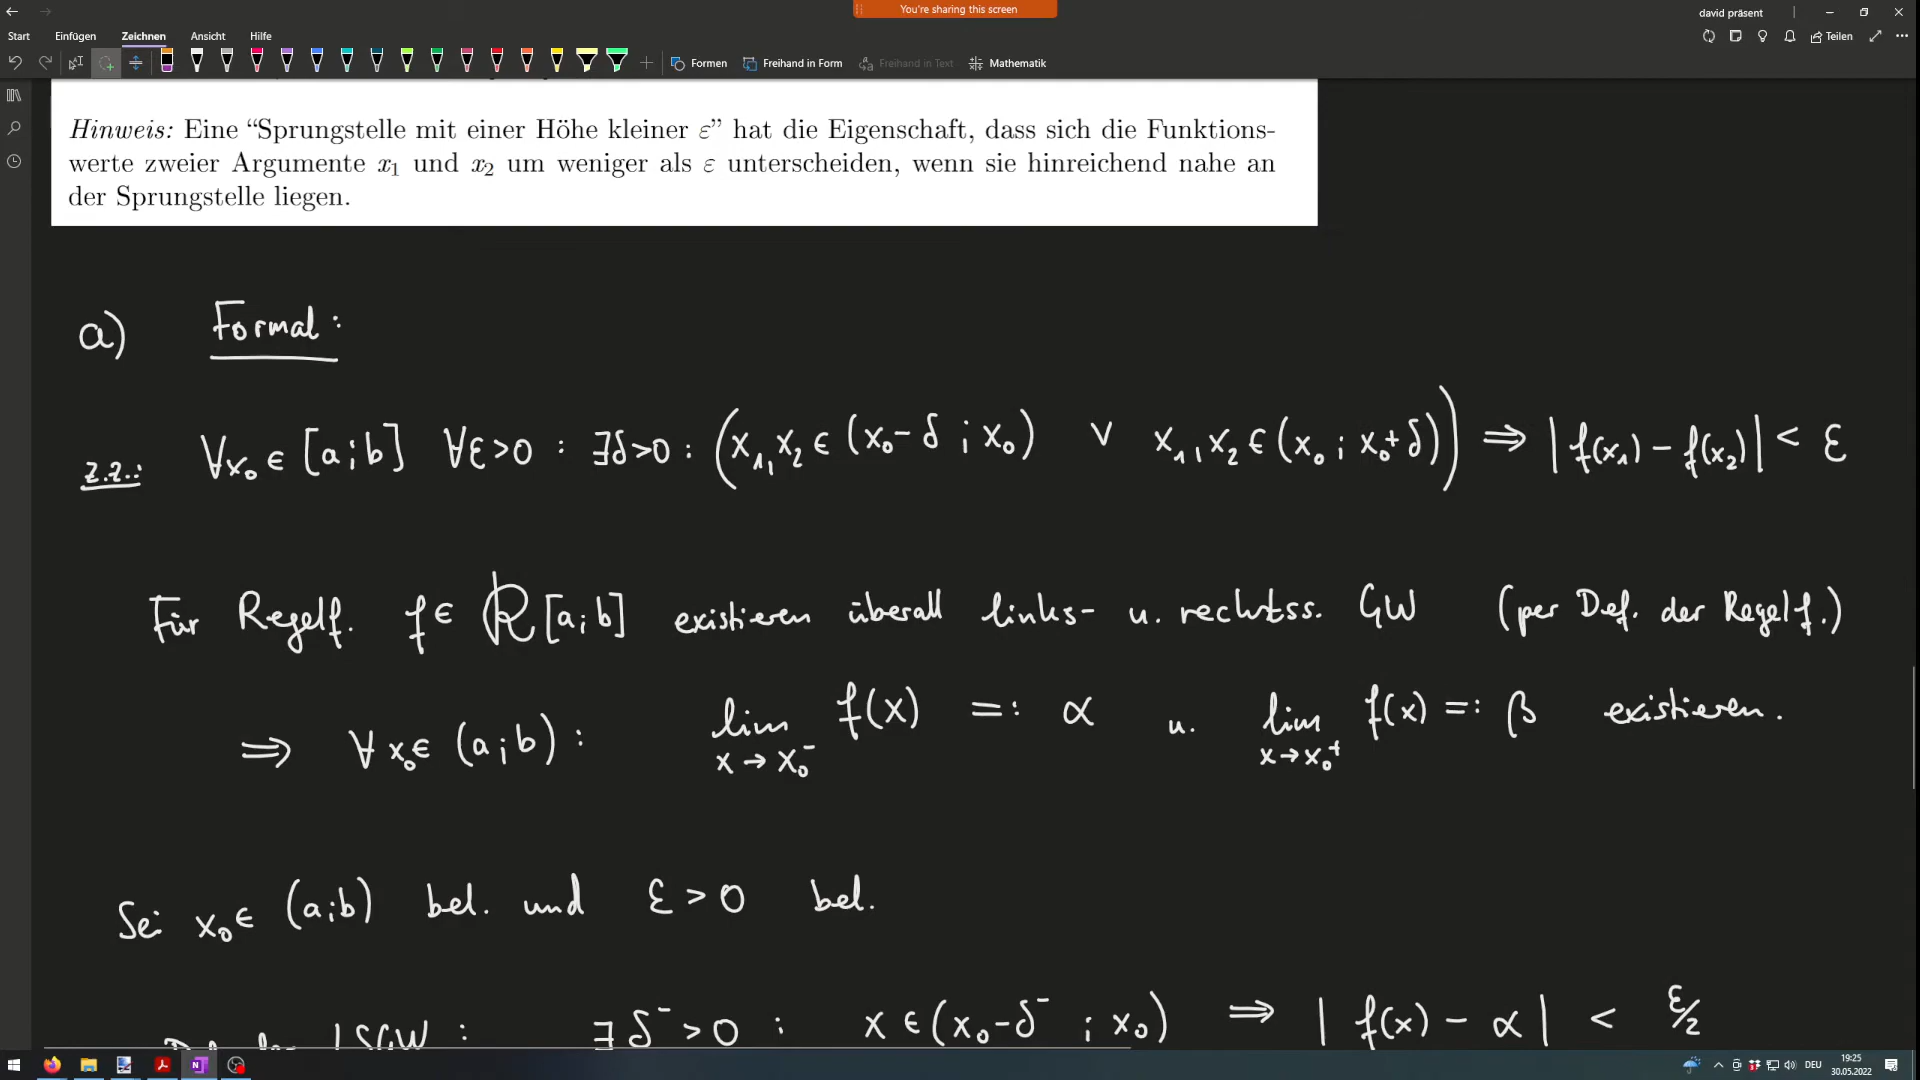 You're sharing this screen
david präsent
Start Einfügen Zeichnen Ansicht Hilfe
Teilen
Formen Freihand in Form Freihand in Text Mathematik
Hinweis: Eine “Sprungstelle mit einer Höhe kleiner ε” hat die Eigenschaft, dass sich die Funktions-
werte zweier Argumente x₁ und x₂ um weniger als ε unterscheiden, wenn sie hinreichend nahe an
der Sprungstelle liegen.
a) Formal:
z.z.: ∀x₀ ∈ [a;b] ∀ε>0 : ∃δ>0 : (x₁,x₂ ∈ (x₀-δ ; x₀) ∨ x₁,x₂ ∈ (x₀ ; x₀+δ)) ⇒ |f(x₁) - f(x₂)| < ε
Für Regelf. f ∈ R[a;b] existieren überall links- u. rechtss. GW (per Def. der Regelf.)
⇒ ∀ x₀ ∈ (a;b) : lim x→x₀⁻ f(x) =: α u. lim x→x₀⁺ f(x) =: β existieren.
Sei x₀ ∈ (a;b) bel. und ε > 0 bel.
: ∃ δ⁻ > 0 : x ∈ (x₀-δ⁻ ; x₀) ⇒ | f(x) - α | < ε/2
DEU 19:25
30.05.2022